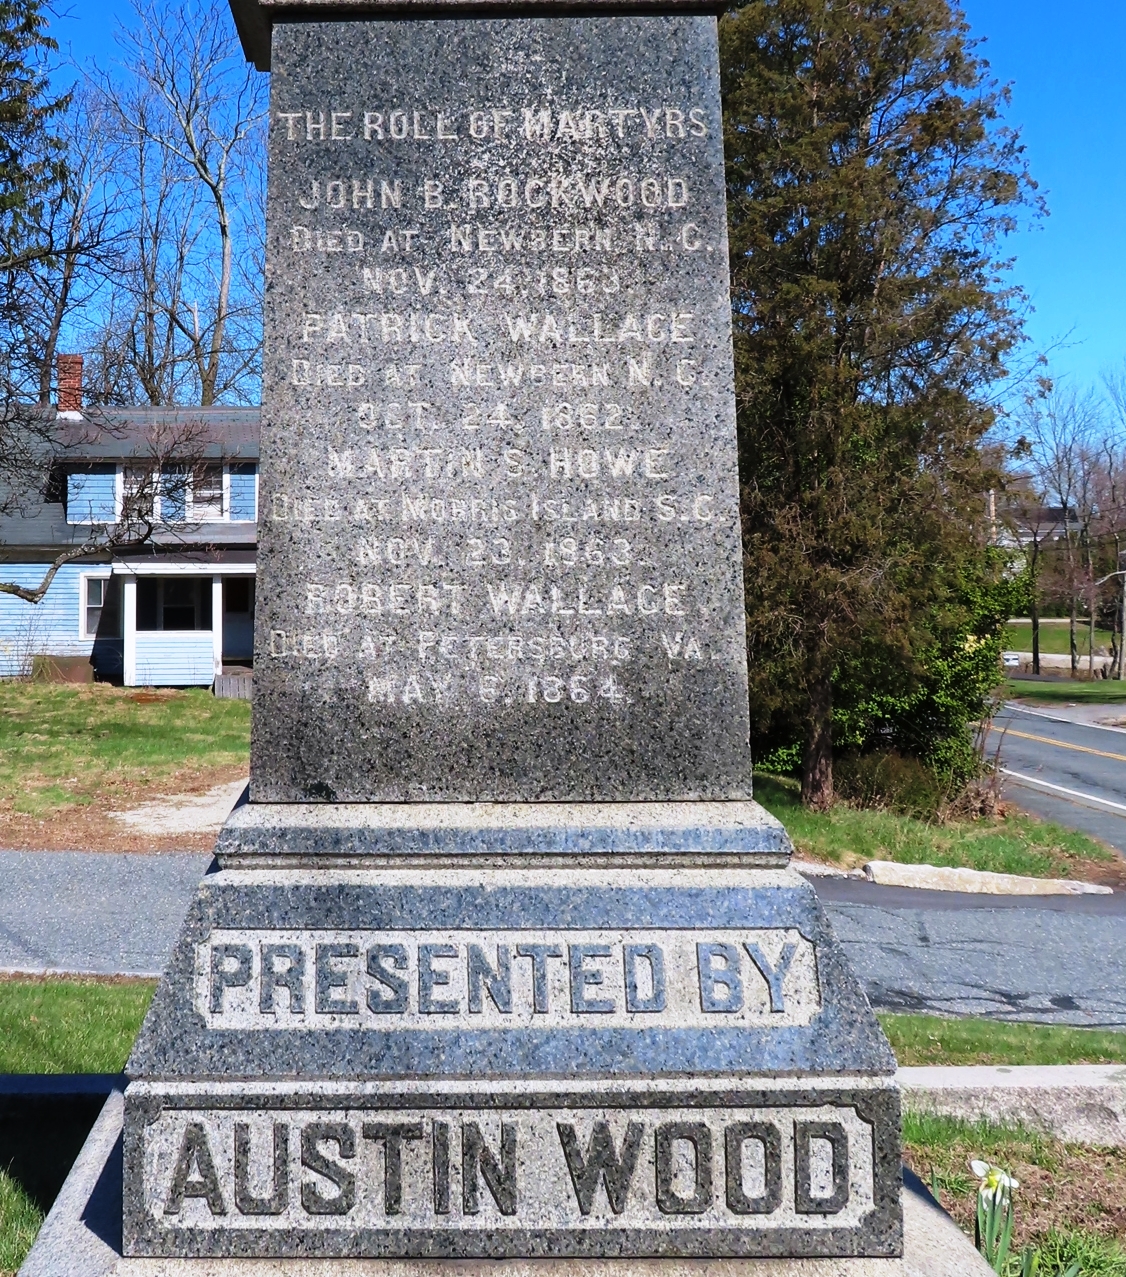 THE ROLL OF MARTYRS
JOHN B. ROCKWOOD
DIED AT NEWBERN N. C.
NOV. 24, 1863.
PATRICK WALLACE
DIED AT NEWBERN N. C.
OCT. 24, 1862.
MARTIN S. HOWE
DIED AT MORRIS ISLAND S.C.
NOV. 23, 1863.
ROBERT WALLACE
DIED AT PETERSBURG VA.
MAY 6, 1864.
PRESENTED BY
AUSTIN WOOD